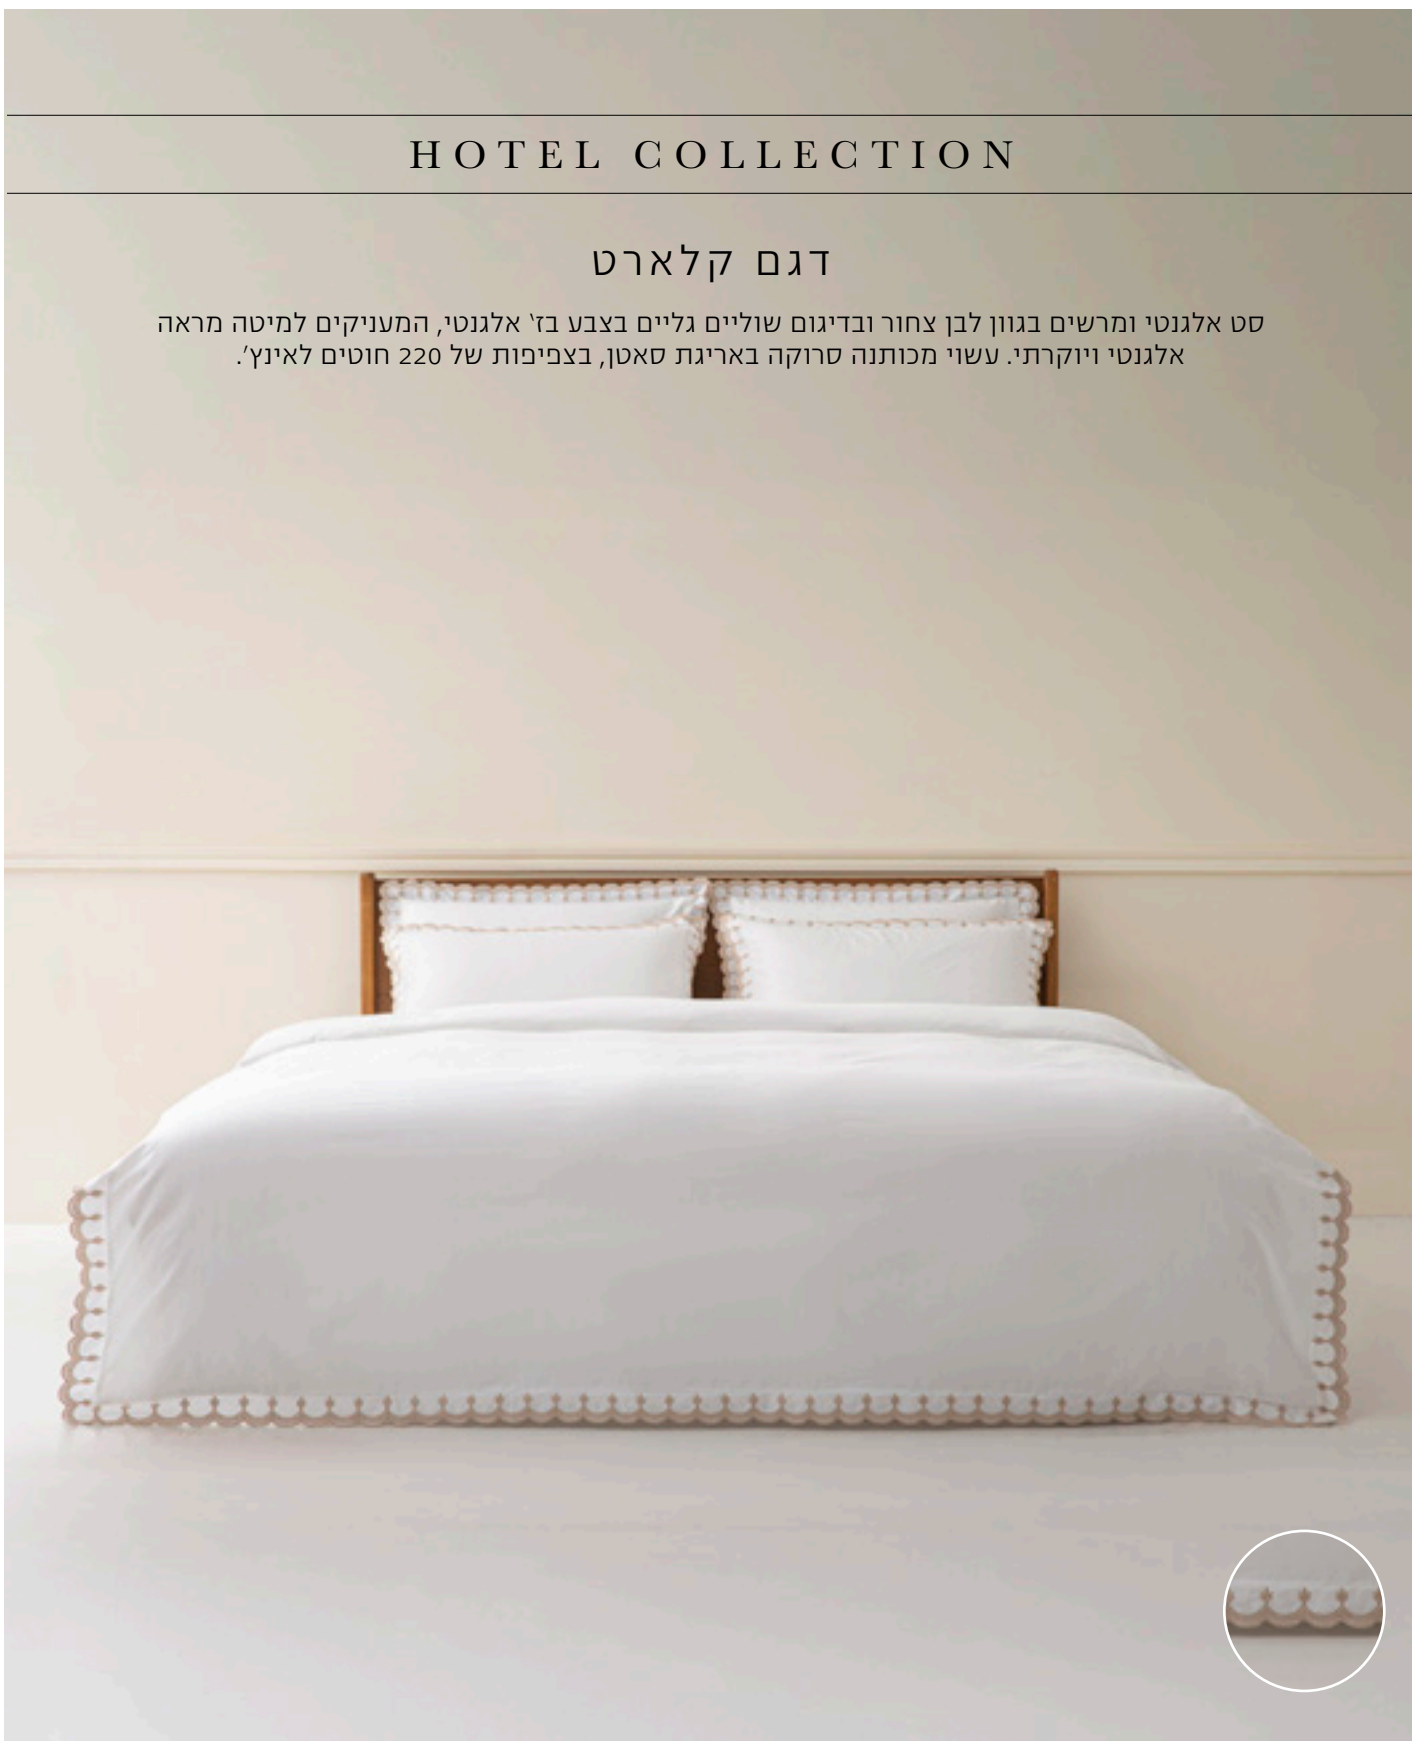 HOTEL COLLECTION
דגם קלארט
סט אלגנטי ומרשים בגוון לבן צחור ובדיגום שוליים גליים בצבע בז' אלגנטי, המעניקים למיטה מראה
אלגנטי ויוקרתי. עשוי מכותנה סרוקה באריגת סאטן, בצפיפות של 220 חוטים לאינץ'.